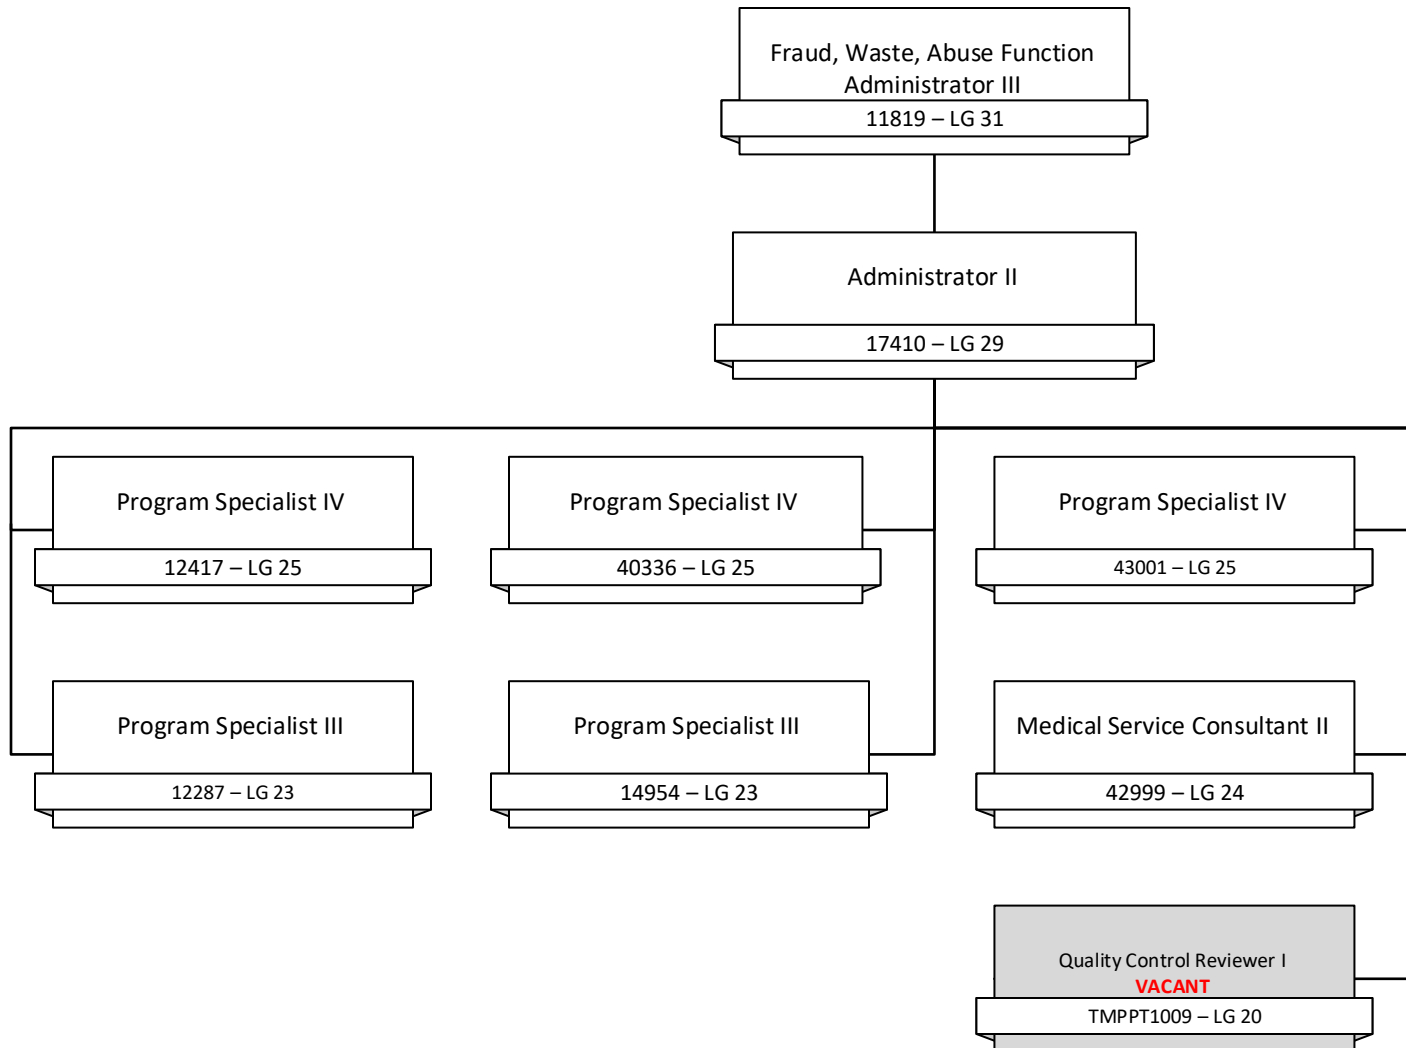 Fraud, Waste, Abuse Function
Administrator III
11819 – LG 31
Administrator II
17410 – LG 29
Program Specialist IV
12417 – LG 25
Program Specialist IV
40336 – LG 25
Program Specialist IV
43001 – LG 25
Program Specialist III
12287 – LG 23
Program Specialist III
14954 – LG 23
Medical Service Consultant II
42999 – LG 24
Quality Control Reviewer I
VACANT
TMPPT1009 – LG 20